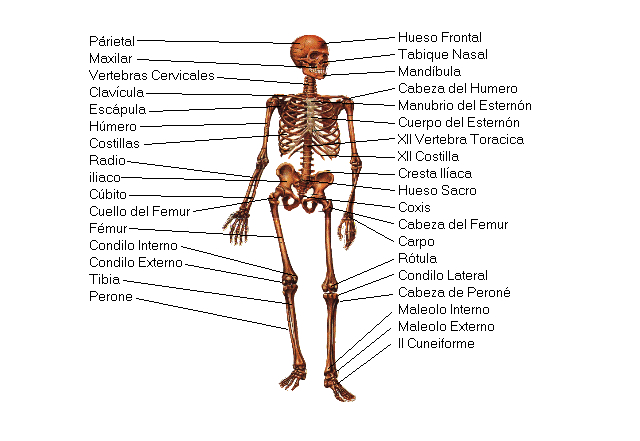 Párietal
Maxilar
Vertebras Cervicales
Clavícula
Escápula
Húmero
Costillas
Radio
iliaco
Cúbito
Cuello del Femur
Fémur
Condilo Interno
Condilo Externo
Tibia
Perone
Hueso Frontal
Tabique Nasal
Mandíbula
Cabeza del Humero
Manubrio del Esternón
Cuerpo del Esternón
XII Vertebra Toracica
XII Costilla
Cresta Ilíaca
Hueso Sacro
Coxis
Cabeza del Femur
Carpo
Rótula
Condilo Lateral
Cabeza de Peroné
Maleolo Interno
Maleolo Externo
II Cuneiforme